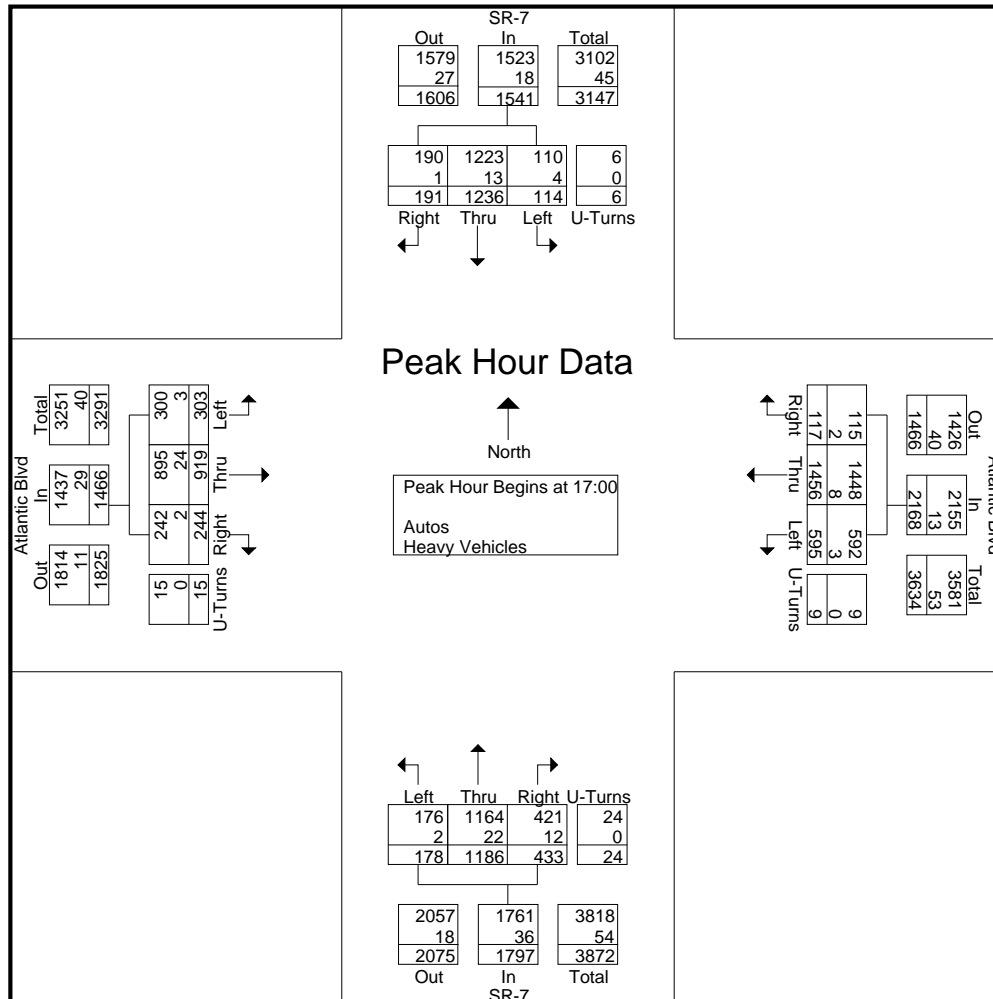 SR-7
Out In Total
1579 1523 3102
27 18 45
1606 1541 3147
190 1223 110 6
1 13 4 0
191 1236 114 6
Right Thru Left U-Turns
Peak Hour Data
North
Peak Hour Begins at 17:00
Autos
Heavy Vehicles
Atlantic Blvd
Out In Total
1814 1437 3251
11 29 40
1825 1466 3291
15 242 895 300
0 2 24 3
15 244 919 303
U-Turns Right Thru Left
Atlantic Blvd
Out In Total
1426 2155 3581
40 13 53
1466 2168 3634
115 1448 592 9
2 8 3 0
117 1456 595 9
Right Thru Left U-Turns
Left Thru Right U-Turns
176 1164 421 24
2 22 12 0
178 1186 433 24
2057 1761 3818
18 36 54
2075 1797 3872
Out In Total
SR-7